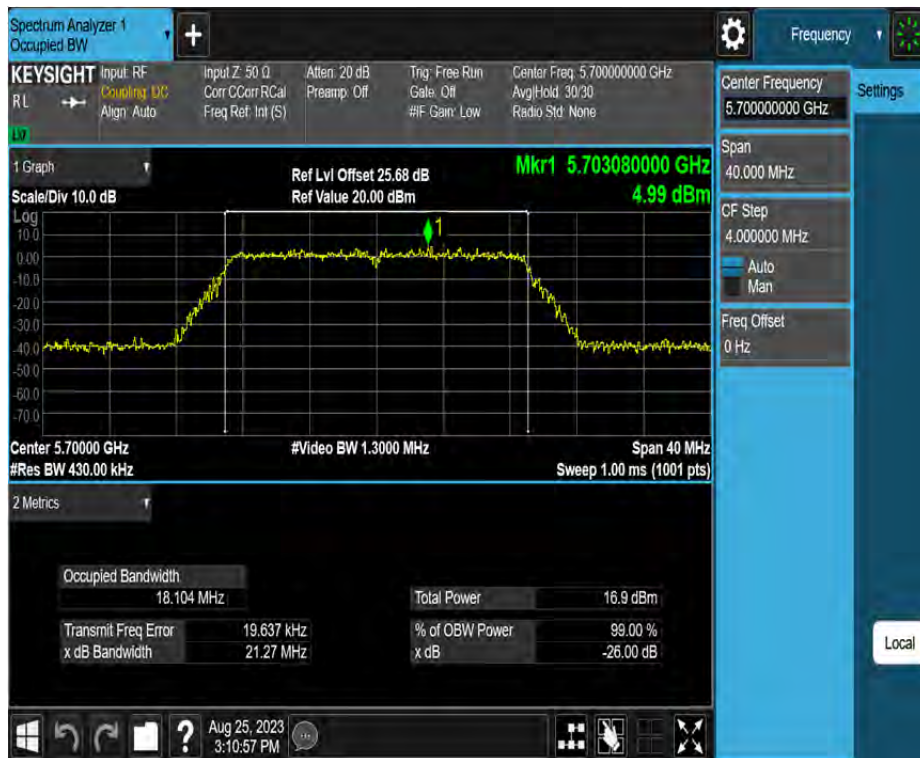 Spectrum Analyzer 1
Occupied BW
Frequency
KEYSIGHT
RL
Input: RF
Coupling: DC
Align: Auto
Input Z: 50 Ω
Corr CCorr RCal
Freq Ref: Int (S)
Atten: 20 dB
Preamp: Off
Trig: Free Run
Gate: Off
#IF Gain: Low
Center Freq: 5.700000000 GHz
Avg|Hold: 30/30
Radio Std: None
Center Frequency
5.700000000 GHz
Settings
Span
40.000 MHz
CF Step
4.000000 MHz
Auto
Man
Freq Offset
0 Hz
Local
1 Graph
Scale/Div 10.0 dB
Ref Lvl Offset 25.68 dB
Ref Value 20.00 dBm
Mkr1 5.703080000 GHz
4.99 dBm
Log
10.0
0.00
-10.0
-20.0
-30.0
-40.0
-50.0
-60.0
-70.0
1
Center 5.70000 GHz
#Res BW 430.00 kHz
#Video BW 1.3000 MHz
Span 40 MHz
Sweep 1.00 ms (1001 pts)
2 Metrics
Occupied Bandwidth
18.104 MHz
Transmit Freq Error 19.637 kHz
x dB Bandwidth 21.27 MHz
Total Power 16.9 dBm
% of OBW Power 99.00 %
x dB -26.00 dB
?
Aug 25, 2023
3:10:57 PM